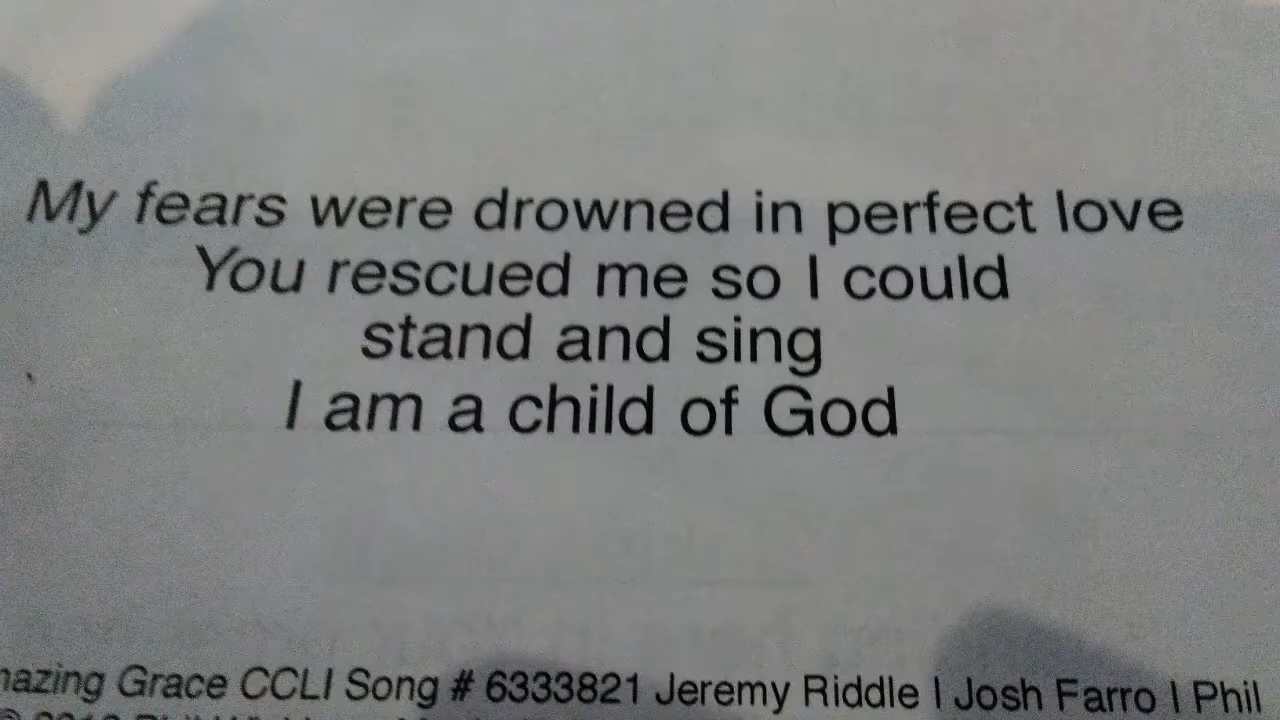 My fears were drowned in perfect love
You rescued me so I could
stand and sing
I am a child of God
Grace CCLI Song # 6333821 Jeremy Riddle | Josh Farro | Phil